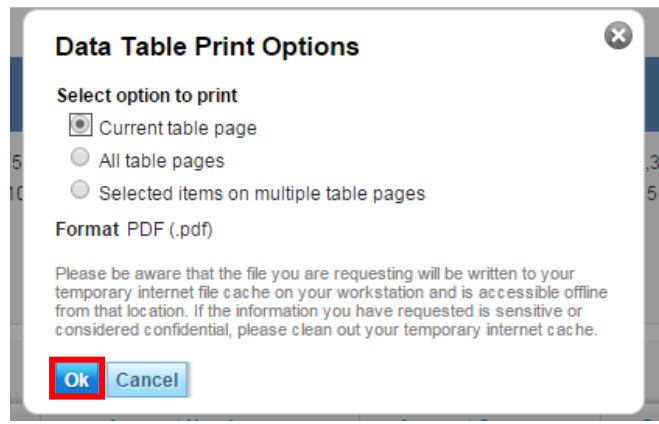 Data Table Print Options
Select option to print
Current table page
All table pages
Selected items on multiple table pages
Format PDF (.pdf)
Please be aware that the file you are requesting will be written to your
temporary internet file cache on your workstation and is accessible offline
from that location. If the information you have requested is sensitive or
considered confidential, please clean out your temporary internet cache.
Ok Cancel